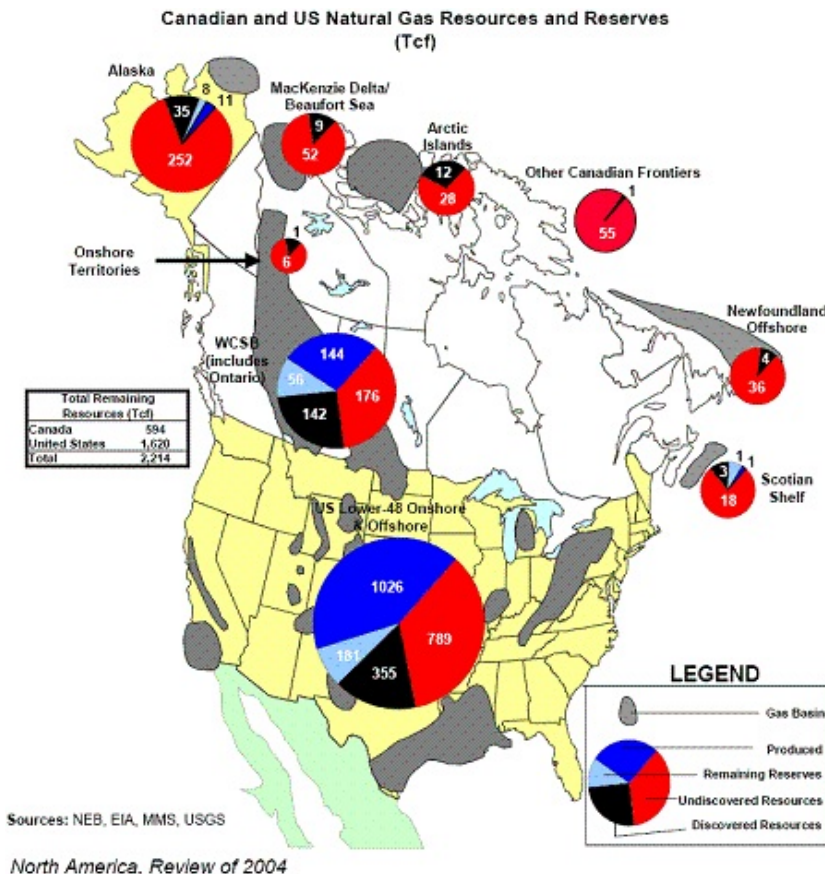 Canadian and US Natural Gas Resources and Reserves
(Tcf)
Alaska
35
8
11
252
MacKenzie Delta/
Beaufort Sea
9
52
Arctic
Islands
12
28
Other Canadian Frontiers
1
55
Onshore
Territories
1
6
Newfoundland
Offshore
4
36
WCSB
(includes
Ontario)
144
56
176
142
Total Remaining
Resources (Tcf)
Canada 594
United States 1,620
Total 2,214
3
1
1
18
Scotian
Shelf
US Lower-48 Onshore
& Offshore
1026
789
181
355
LEGEND
Gas Basin
Produced
Remaining Reserves
Undiscovered Resources
Discovered Resources
Sources: NEB, EIA, MMS, USGS
North America, Review of 2004